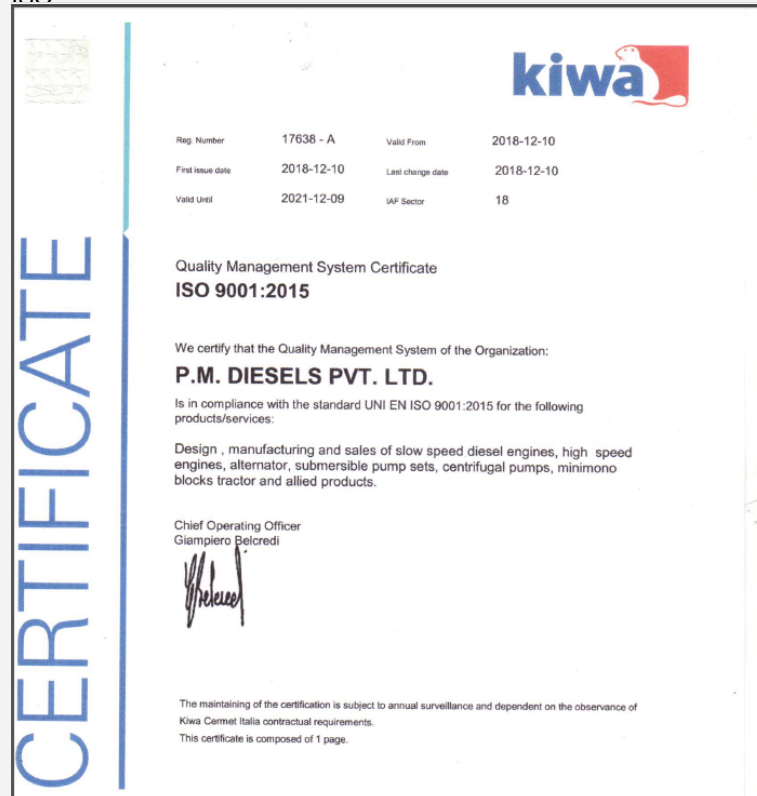 kiwa
Reg. Number 17638 - A Valid From 2018-12-10
First issue date 2018-12-10 Last change date 2018-12-10
Valid Until 2021-12-09 IAF Sector 18
CERTIFICATE
Quality Management System Certificate
ISO 9001:2015
We certify that the Quality Management System of the Organization:
P.M. DIESELS PVT. LTD.
Is in compliance with the standard UNI EN ISO 9001:2015 for the following
products/services:
Design , manufacturing and sales of slow speed diesel engines, high speed
engines, alternator, submersible pump sets, centrifugal pumps, minimono
blocks tractor and allied products.
Chief Operating Officer
Giampiero Belcredi
The maintaining of the certification is subject to annual surveillance and dependent on the observance of
Kiwa Cermet Italia contractual requirements.
This certificate is composed of 1 page.